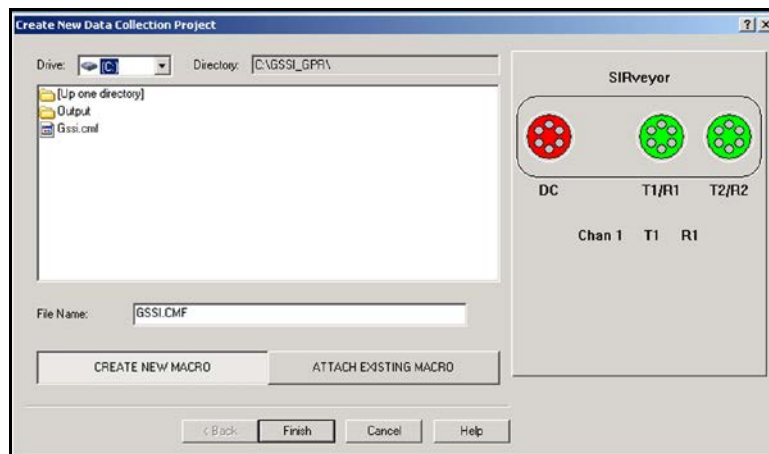 Create New Data Collection Project
Drive: [C:] Directory: C:\GSSI_GPR\
[Up one directory]
Output
Gssi.cmf
File Name: GSSI.CMF
CREATE NEW MACRO ATTACH EXISTING MACRO
< Back Finish Cancel Help
SIRveyor
DC T1/R1 T2/R2
Chan 1 T1 R1